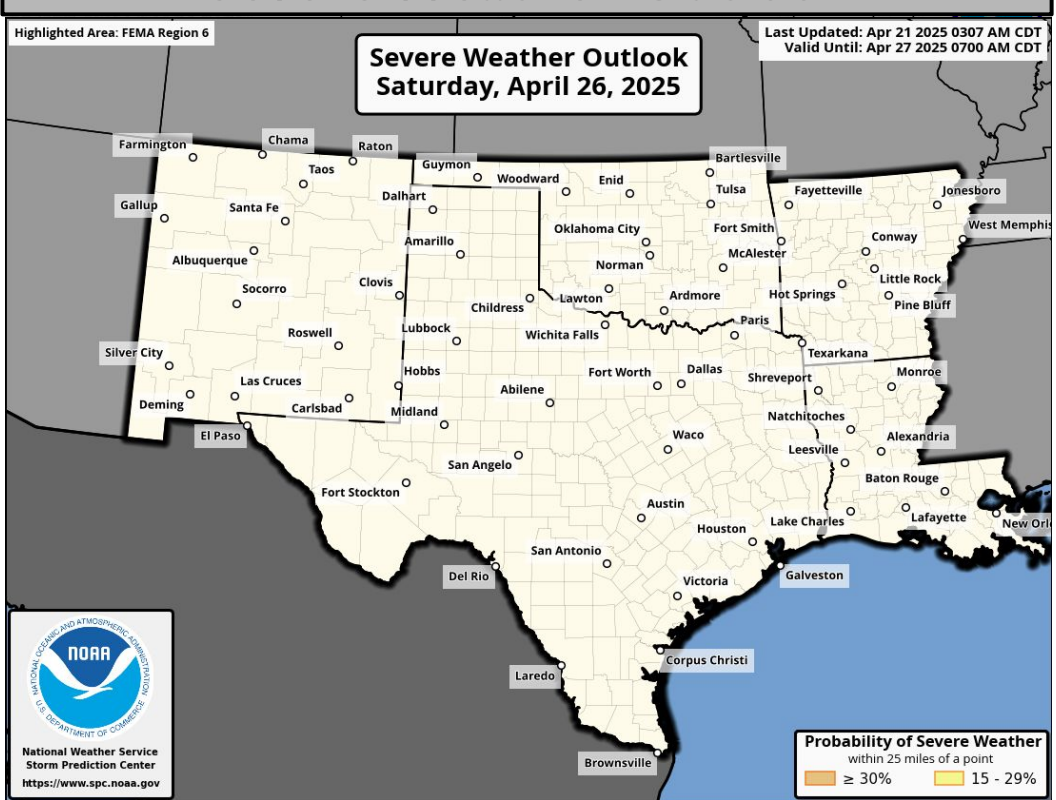 Highlighted Area: FEMA Region 6
Severe Weather Outlook
Saturday, April 26, 2025
Last Updated: Apr 21 2025 0307 AM CDT
Valid Until: Apr 27 2025 0700 AM CDT
Farmington
Chama
Raton
Taos
Guymon
Woodward
Enid
Bartlesville
Tulsa
Fayetteville
Jonesboro
Gallup
Santa Fe
Dalhart
Oklahoma City
Fort Smith
West Memphis
Albuquerque
Amarillo
Norman
McAlester
Conway
Socorro
Clovis
Childress
Lawton
Ardmore
Hot Springs
Little Rock
Pine Bluff
Roswell
Lubbock
Wichita Falls
Paris
Texarkana
Silver City
Las Cruces
Hobbs
Abilene
Fort Worth
Dallas
Shreveport
Monroe
Deming
Carlsbad
Midland
Natchitoches
El Paso
San Angelo
Waco
Leesville
Alexandria
Fort Stockton
Austin
Houston
Lake Charles
Baton Rouge
Lafayette
New Orl
Del Rio
San Antonio
Victoria
Galveston
Laredo
Corpus Christi
Brownsville
NATIONAL OCEANIC AND ATMOSPHERIC ADMINISTRATION
NOAA
U.S. DEPARTMENT OF COMMERCE
National Weather Service
Storm Prediction Center
https://www.spc.noaa.gov
Probability of Severe Weather
within 25 miles of a point
≥ 30%
15 - 29%